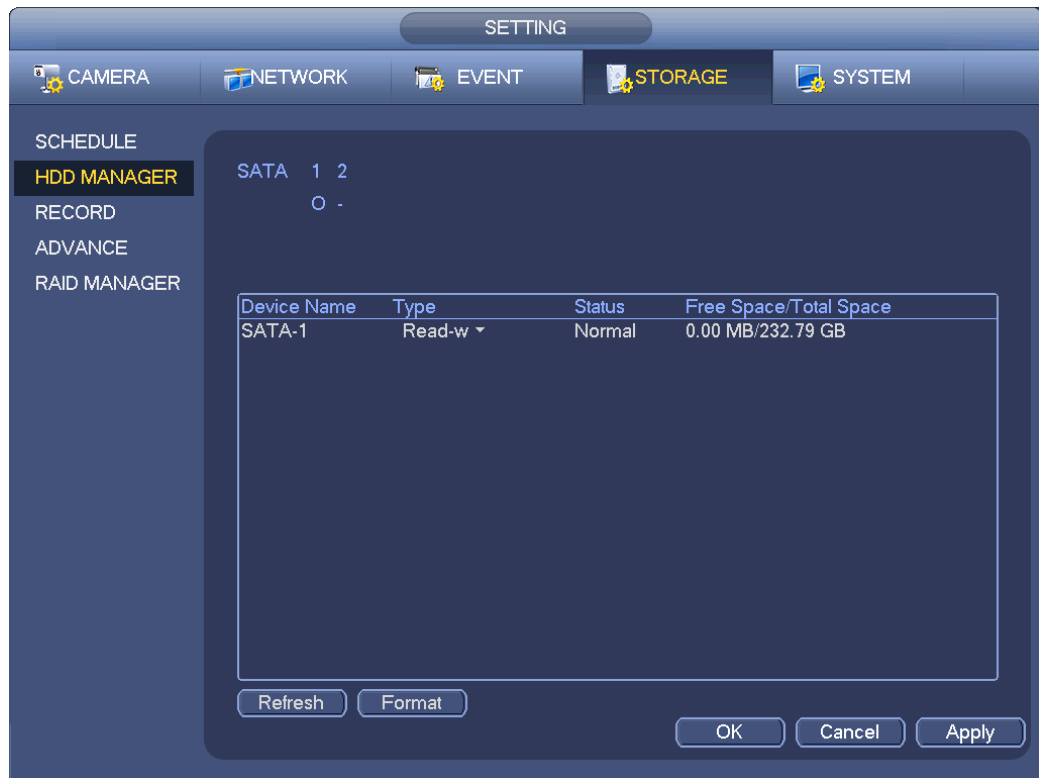 SETTING
CAMERA NETWORK EVENT STORAGE SYSTEM
SCHEDULE
HDD MANAGER
RECORD
ADVANCE
RAID MANAGER
SATA 1 2
O -
Device Name Type Status Free Space/Total Space
SATA-1 Read-w Normal 0.00 MB/232.79 GB
Refresh Format
OK Cancel Apply